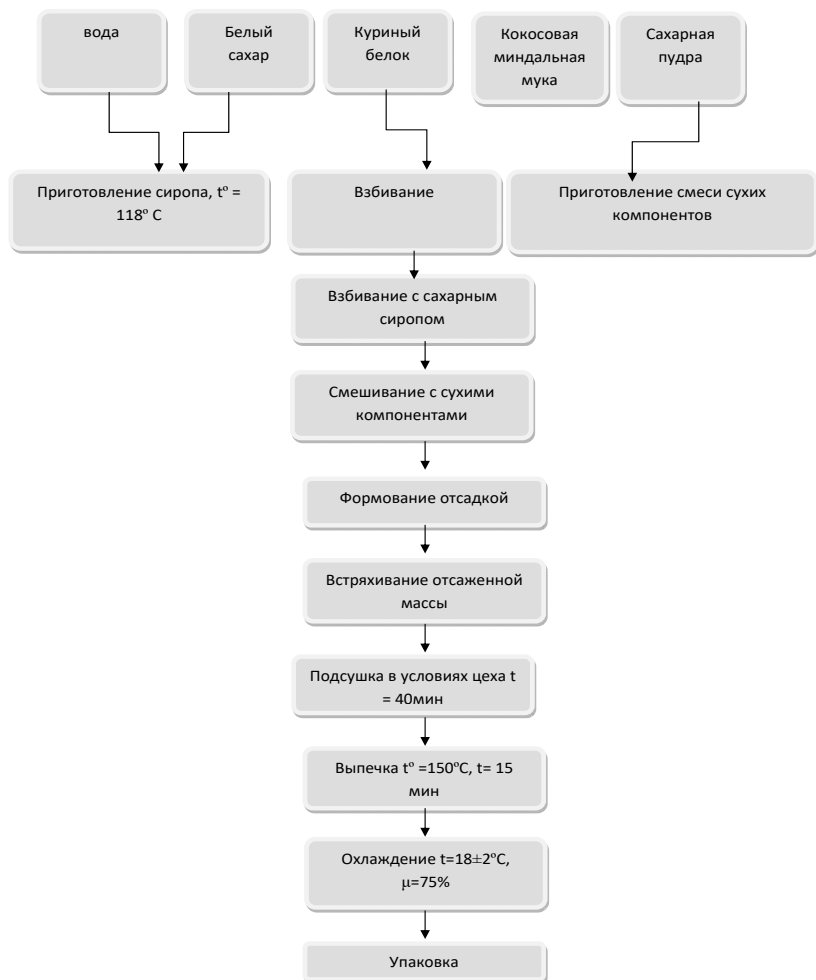 вода
Белый
сахар
Куриный
белок
Кокосовая
миндальная
мука
Сахарная
пудра
Приготовление сиропа, tº =
118º С
Взбивание
Приготовление смеси сухих
компонентов
Взбивание с сахарным
сиропом
Смешивание с сухими
компонентами
Формование отсадкой
Встряхивание отсаженной
массы
Подсушка в условиях цеха t
= 40мин
Выпечка tº =150ºС, t= 15
мин
Охлаждение t=18±2ºС,
μ=75%
Упаковка